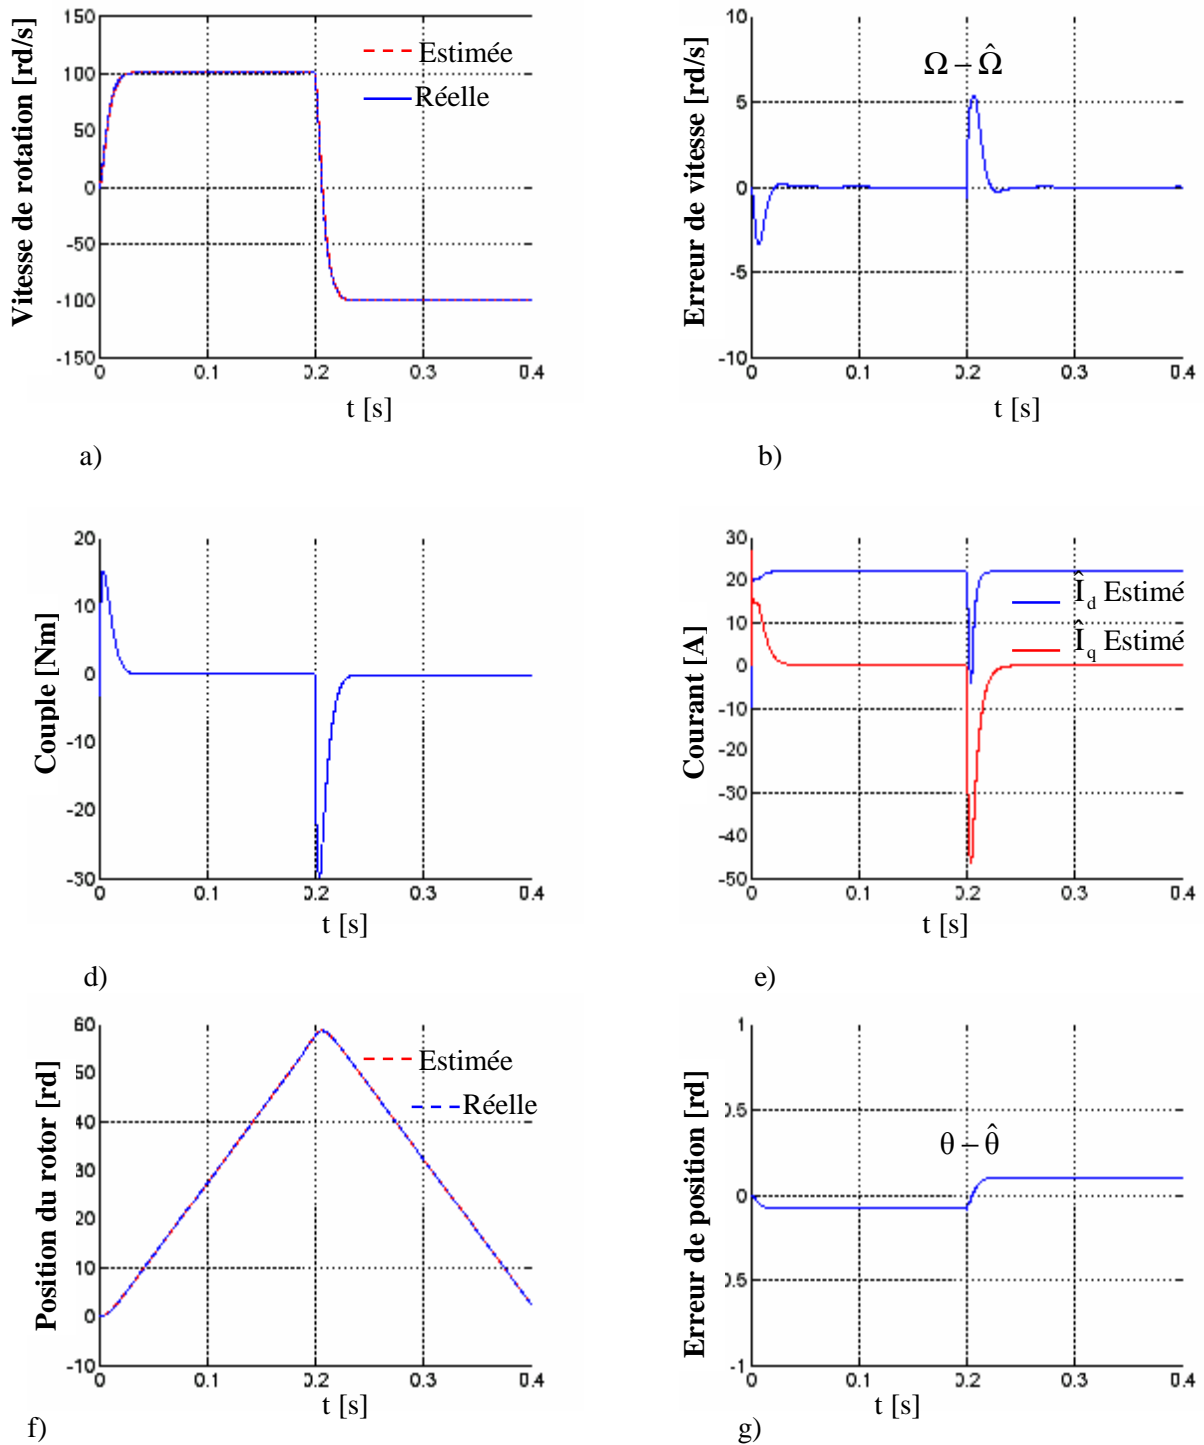 Vitesse de rotation [rd/s]
150
100
50
0
-50
-100
-150
0 0.1 0.2 0.3 0.4
Estimée
Réelle
t [s]
a)
Erreur de vitesse [rd/s]
10
5
0
-5
-10
0 0.1 0.2 0.3 0.4
Ω – Ω̂
t [s]
b)
Couple [Nm]
20
10
0
-10
-20
-30
0 0.1 0.2 0.3 0.4
t [s]
d)
Courant [A]
30
20
10
0
-10
-20
-30
-40
-50
0 0.1 0.2 0.3 0.4
Î_d Estimé
Î_q Estimé
t [s]
e)
Position du rotor [rd]
60
50
40
30
20
10
0
-10
0 0.1 0.2 0.3 0.4
Estimée
Réelle
t [s]
f)
Erreur de position [rd]
1
0.5
0
0.5
-1
0 0.1 0.2 0.3 0.4
θ – θ̂
t [s]
g)